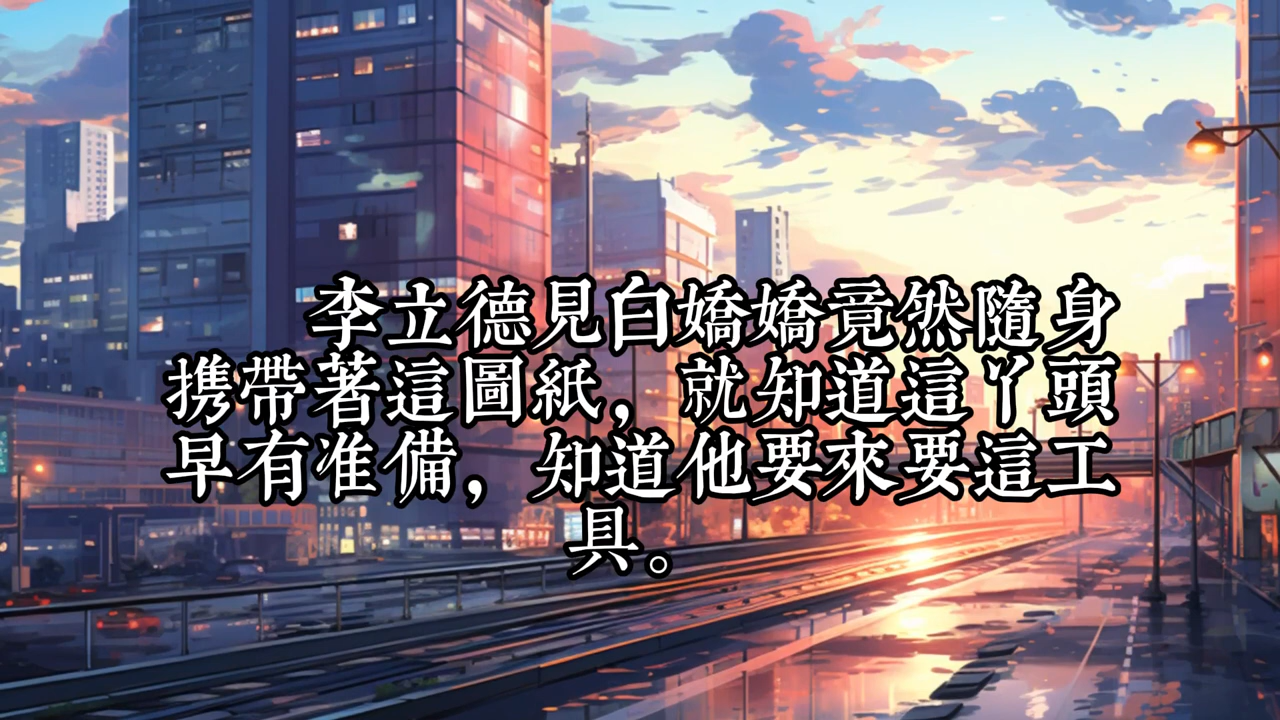 李立德見白嬌嬌竟然隨身
携帶著這圖紙，就知道這丫頭
早有准備，知道他要來要這工
具。